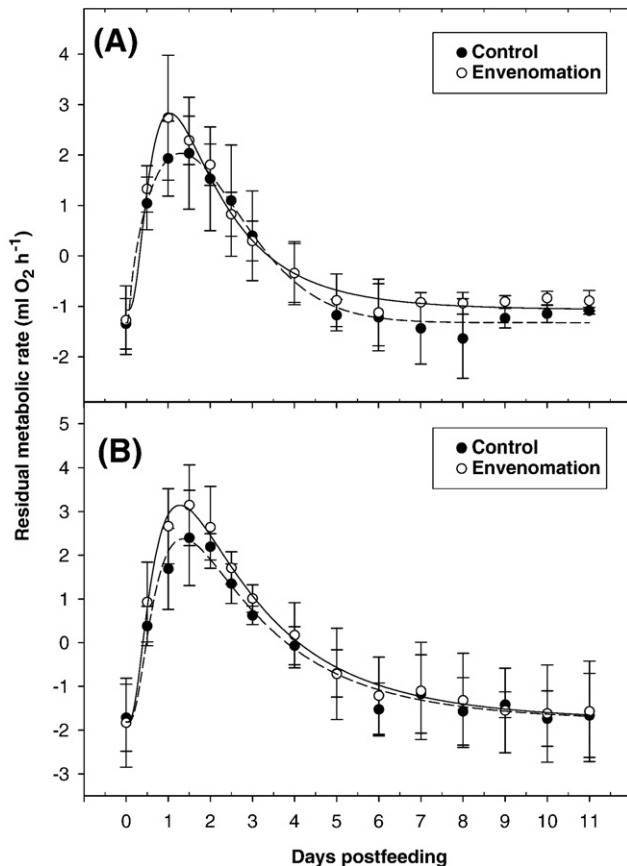 (A)
Control
Envenomation
4
3
2
1
0
-1
-2
(B)
Control
Envenomation
5
4
3
2
1
0
-1
-2
-3
Residual metabolic rate (ml O₂ h⁻¹)
0 1 2 3 4 5 6 7 8 9 10 11
Days postfeeding